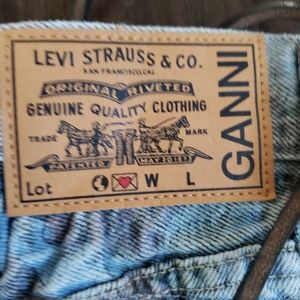 LEVI STRAUSS & CO.
SAN FRANCISCO, CAL
ORIGINAL RIVETED
GENUINE QUALITY CLOTHING
TRADE MARK
PATENTED MAY 20 1873
Lot W L
GANNI